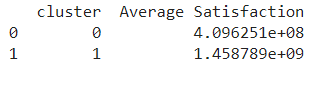 cluster Average Satisfaction
0 0 4.096251e+08
1 1 1.458789e+09